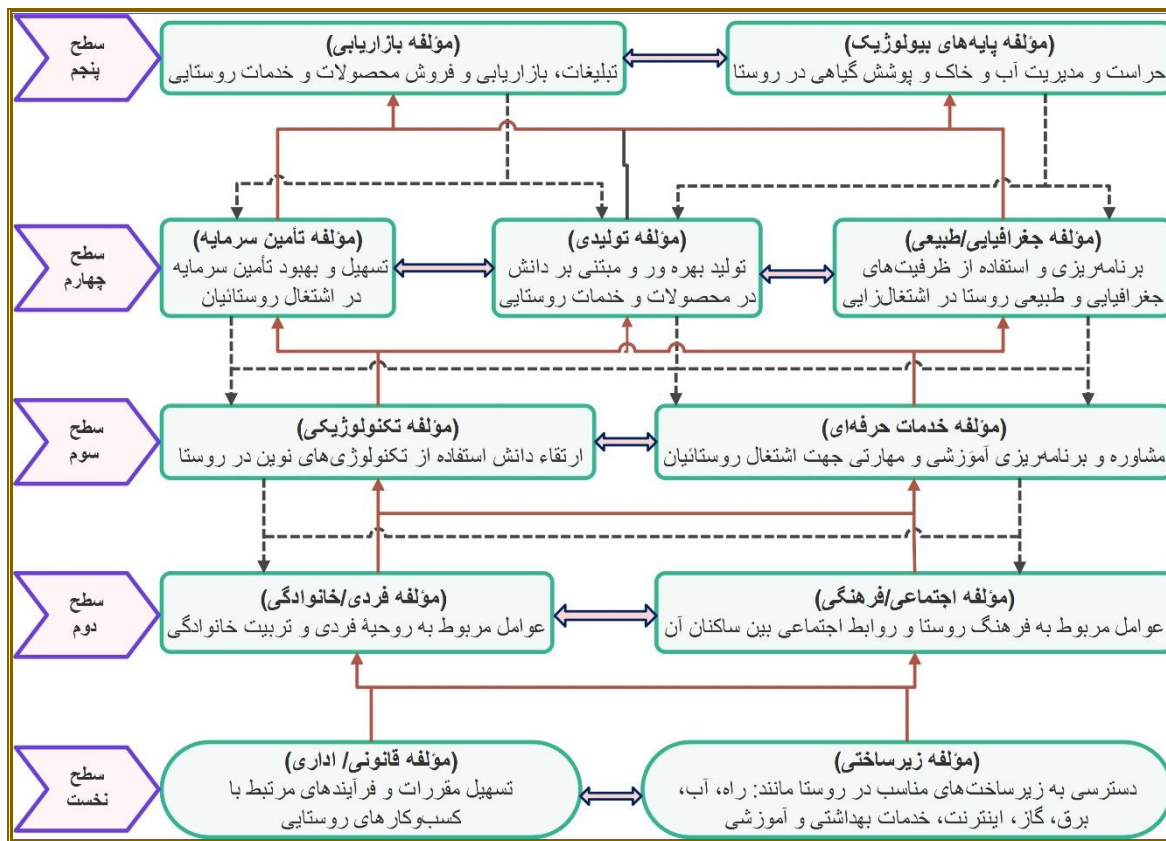 سطح
پنجم
(مؤلفه پایه‌های بیولوژیک)
حراست و مدیریت آب و خاک و پوشش گیاهی در روستا
(مؤلفه بازاریابی)
تبلیغات، بازاریابی و فروش محصولات و خدمات روستایی
سطح
چهارم
(مؤلفه جغرافیایی/طبیعی)
برنامه‌ریزی و استفاده از ظرفیت‌های
جغرافیایی و طبیعی روستا در اشتغال‌زایی
(مؤلفه تولیدی)
تولید بهره ور و مبتنی بر دانش
در محصولات و خدمات روستایی
(مؤلفه تأمین سرمایه)
تسهیل و بهبود تأمین سرمایه
در اشتغال روستائیان
سطح
سوم
(مؤلفه خدمات حرفه‌ای)
مشاوره و برنامه‌ریزی آموزشی و مهارتی جهت اشتغال روستائیان
(مؤلفه تکنولوژیکی)
ارتقاء دانش استفاده از تکنولوژی‌های نوین در روستا
سطح
دوم
(مؤلفه اجتماعی/فرهنگی)
عوامل مربوط به فرهنگ روستا و روابط اجتماعی بین ساکنان آن
(مؤلفه فردی/خانوادگی)
عوامل مربوط به روحیۀ فردی و تربیت خانوادگی
سطح
نخست
(مؤلفه زیرساختی)
دسترسی به زیرساخت‌های مناسب در روستا مانند: راه، آب،
برق، گاز، اینترنت، خدمات بهداشتی و آموزشی
(مؤلفه قانونی/ اداری)
تسهیل مقررات و فرآیندهای مرتبط با
کسب‌وکارهای روستایی